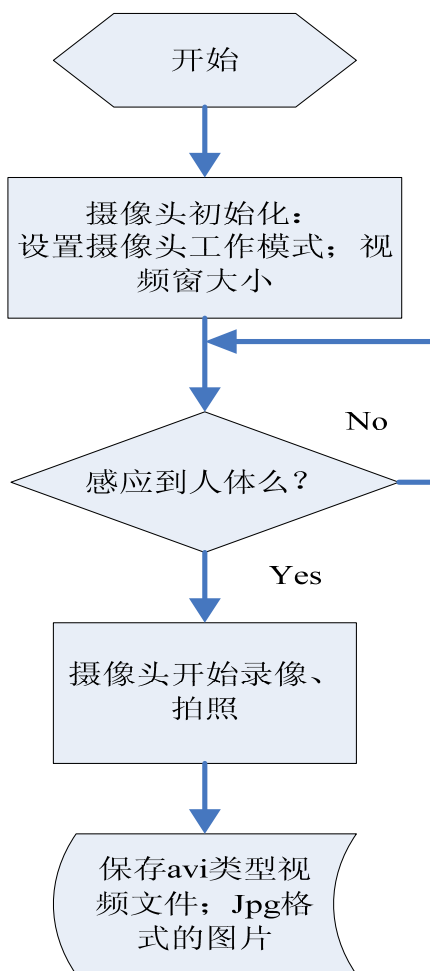 开始
摄像头初始化：
设置摄像头工作模式；视
频窗大小
No
感应到人体么？
Yes
摄像头开始录像、
拍照
保存avi类型视
频文件；Jpg格
式的图片